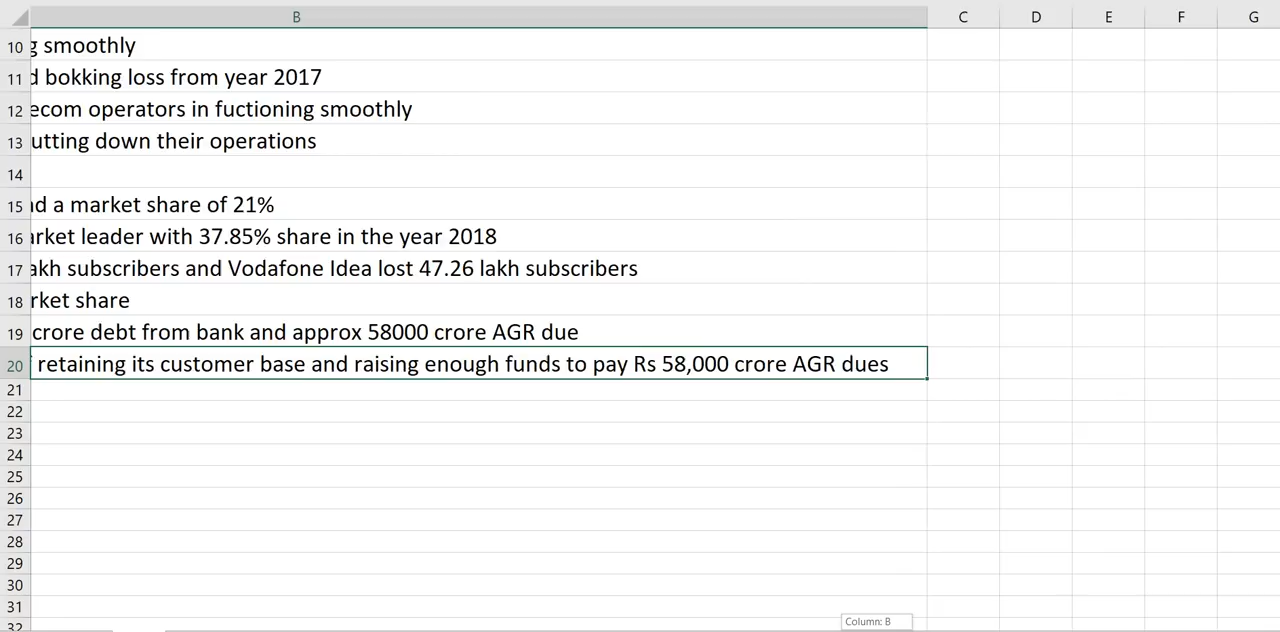 B C D E F G
10 g smoothly
11 d bokking loss from year 2017
12 ecom operators in fuctioning smoothly
13 utting down their operations
14
15 nd a market share of 21%
16 arket leader with 37.85% share in the year 2018
17 akh subscribers and Vodafone Idea lost 47.26 lakh subscribers
18 rket share
19 crore debt from bank and approx 58000 crore AGR due
20 retaining its customer base and raising enough funds to pay Rs 58,000 crore AGR dues
21
22
23
24
25
26
27
28
29
30
31
32
Column: B